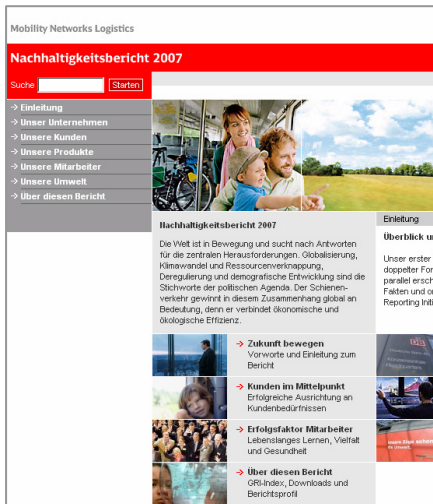 Mobility Networks Logistics
Nachhaltigkeitsbericht 2007
Suche
Starten
Einleitung
Unser Unternehmen
Unsere Kunden
Unsere Produkte
Unsere Mitarbeiter
Unsere Umwelt
Über diesen Bericht
Nachhaltigkeitsbericht 2007
Die Welt ist in Bewegung und sucht nach Antworten
für die zentralen Herausforderungen. Globalisierung,
Klimawandel und Ressourcenverknappung,
Deregulierung und demografische Entwicklung sind die
Stichworte der politischen Agenda. Der Schienen-
verkehr gewinnt in diesem Zusammenhang global an
Bedeutung, denn er verbindet ökonomische und
ökologische Effizienz.
Einleitung
Überblick u
Unser erster
doppelter For
parallel ersch
Fakten und o
Reporting Initi
Zukunft bewegen
Vorworte und Einleitung zum
Bericht
Kunden im Mittelpunkt
Erfolgreiche Ausrichtung an
Kundenbedürfnissen
Erfolgsfaktor Mitarbeiter
Lebenslanges Lernen, Vielfalt
und Gesundheit
Über diesen Bericht
GRI-Index, Downloads und
Berichtsprofil